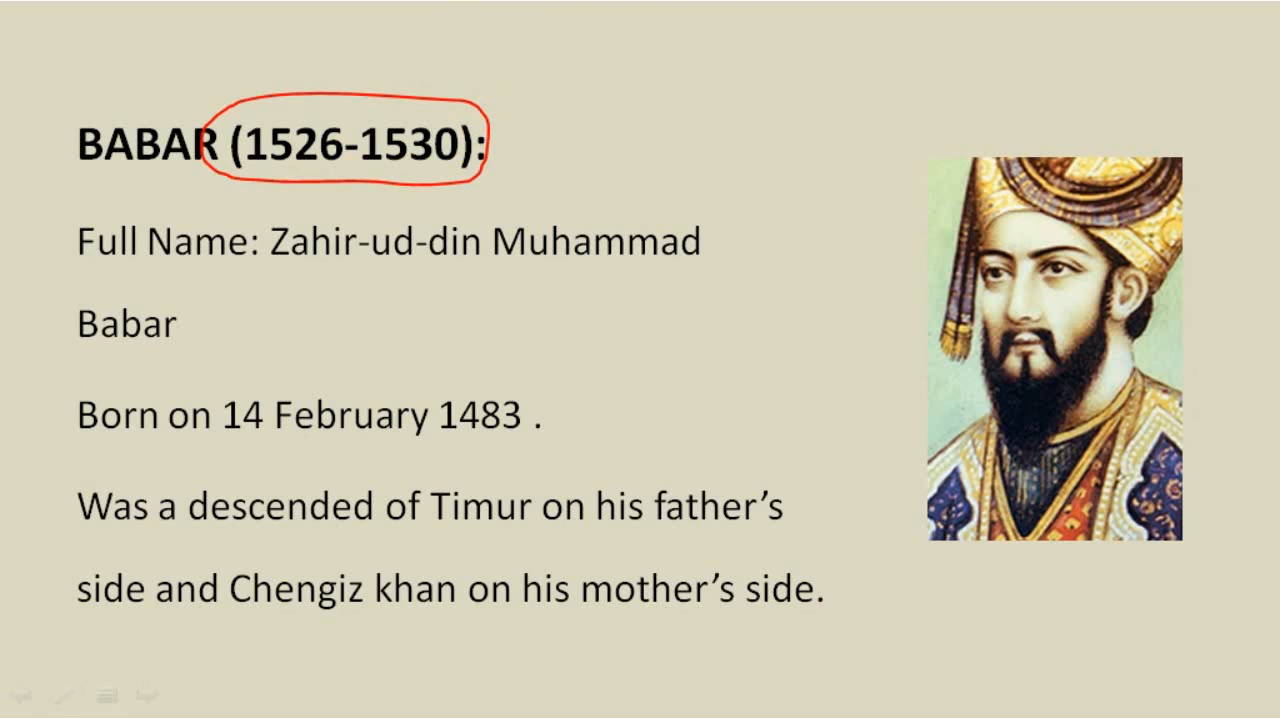 BABAR (1526-1530):
Full Name: Zahir-ud-din Muhammad
Babar
Born on 14 February 1483 .
Was a descended of Timur on his father’s
side and Chengiz khan on his mother’s side.